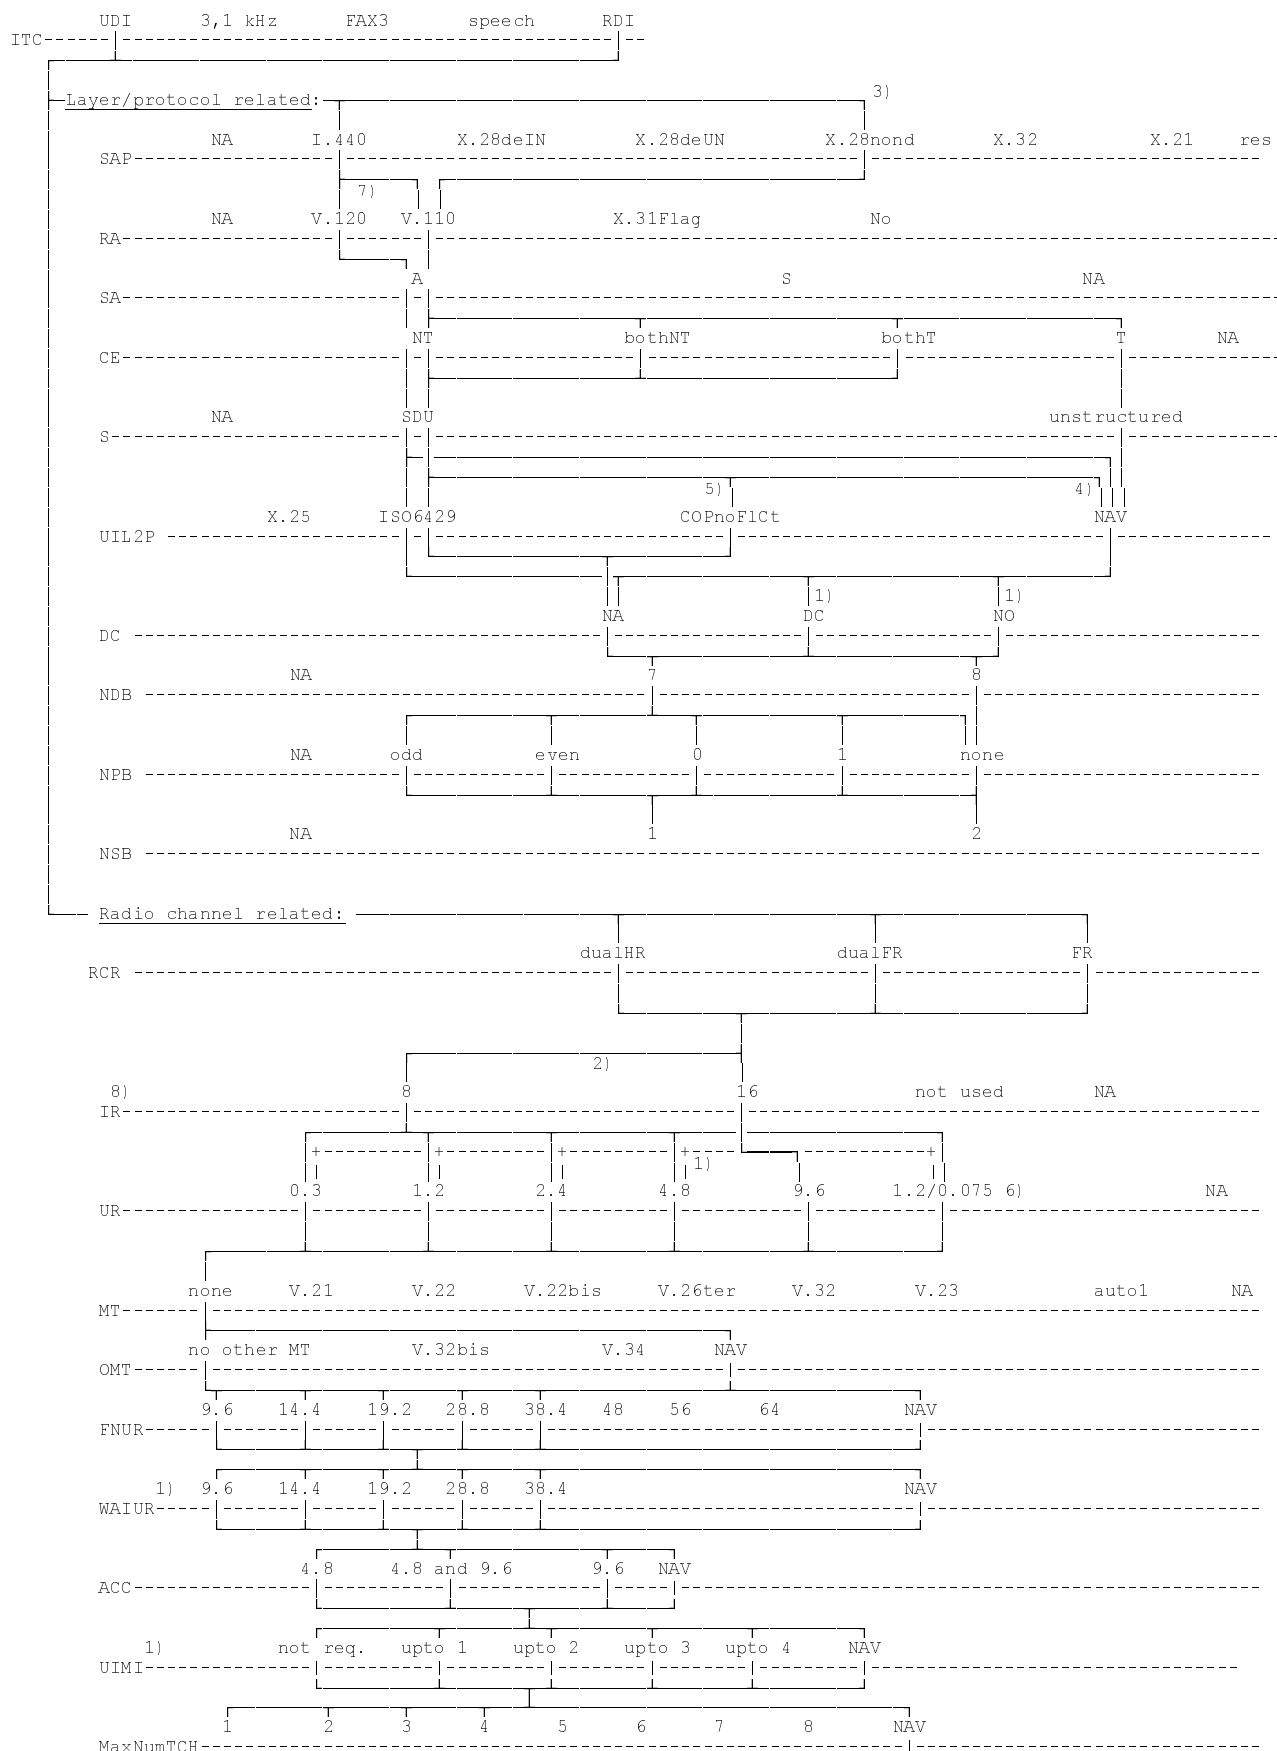 UDI 3,1 kHz FAX3 speech RDI
ITC
Layer/protocol related: 3)
NA I.440 X.28deIN X.28deUN X.28nond X.32 X.21 res
SAP
7)
NA V.120 V.110 X.31Flag No
RA
A S NA
SA
NT bothNT bothT T NA
CE
NA SDU unstructured
S
5) 4)
X.25 ISO6429 COPnoFlCt NAV
UIL2P
1) 1)
NA DC NO
DC
NA 7 8
NDB
NA odd even 0 1 none
NPB
NA 1 2
NSB
Radio channel related:
dualHR dualFR FR
RCR
2)
8) 8 16 not used NA
IR
+ + + + +
1)
0.3 1.2 2.4 4.8 9.6 1.2/0.075 6) NA
UR
none V.21 V.22 V.22bis V.26ter V.32 V.23 auto1 NA
MT
no other MT V.32bis V.34 NAV
OMT
9.6 14.4 19.2 28.8 38.4 48 56 64 NAV
FNUR
1) 9.6 14.4 19.2 28.8 38.4 NAV
WAIUR
4.8 4.8 and 9.6 9.6 NAV
ACC
1) not req. upto 1 upto 2 upto 3 upto 4 NAV
UIMI
1 2 3 4 5 6 7 8 NAV
MaxNumTCH